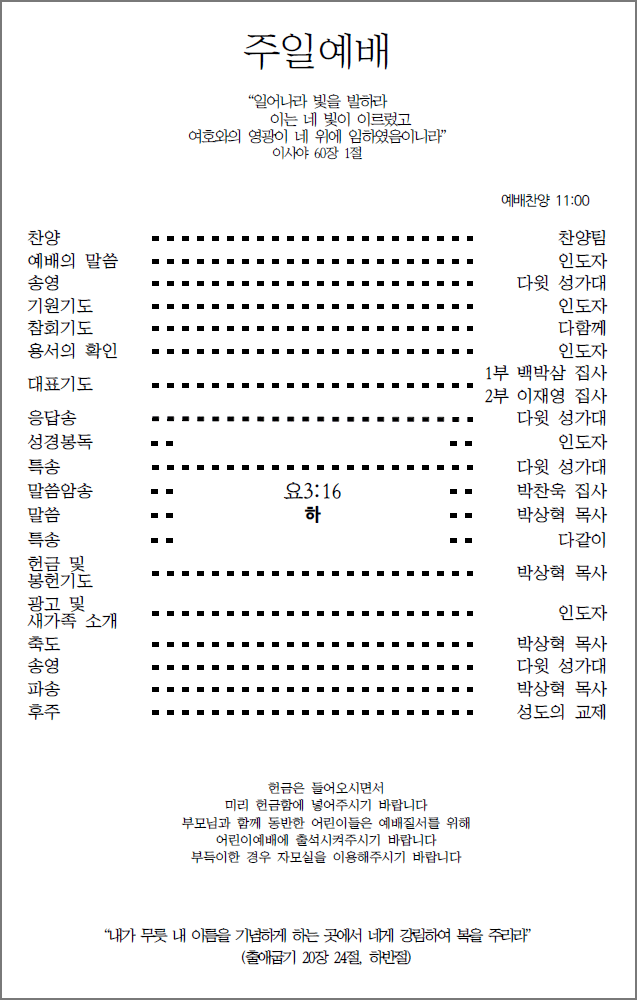 주일예배
“일어나라 빛을 발하라
이는 네 빛이 이르렀고
여호와의 영광이 네 위에 임하였음이니라”
이사야 60장 1절
예배찬양 11:00
찬양 찬양팀
예배의 말씀 인도자
송영 다윗 성가대
기원기도 인도자
참회기도 다함께
용서의 확인 인도자
대표기도 1부 백박삼 집사
2부 이재영 집사
응답송 다윗 성가대
성경봉독 인도자
특송 다윗 성가대
말씀암송 요3:16 박찬욱 집사
말씀 하 박상혁 목사
특송 다같이
헌금 및
봉헌기도 박상혁 목사
광고 및
새가족 소개 인도자
축도 박상혁 목사
송영 다윗 성가대
파송 박상혁 목사
후주 성도의 교제
헌금은 들어오시면서
미리 헌금함에 넣어주시기 바랍니다
부모님과 함께 동반한 어린이들은 예배질서를 위해
어린이예배에 출석시켜주시기 바랍니다
부득이한 경우 자모실을 이용해주시기 바랍니다
“내가 무릇 내 이름을 기념하게 하는 곳에서 네게 강림하여 복을 주리라”
(출애굽기 20장 24절, 하반절)